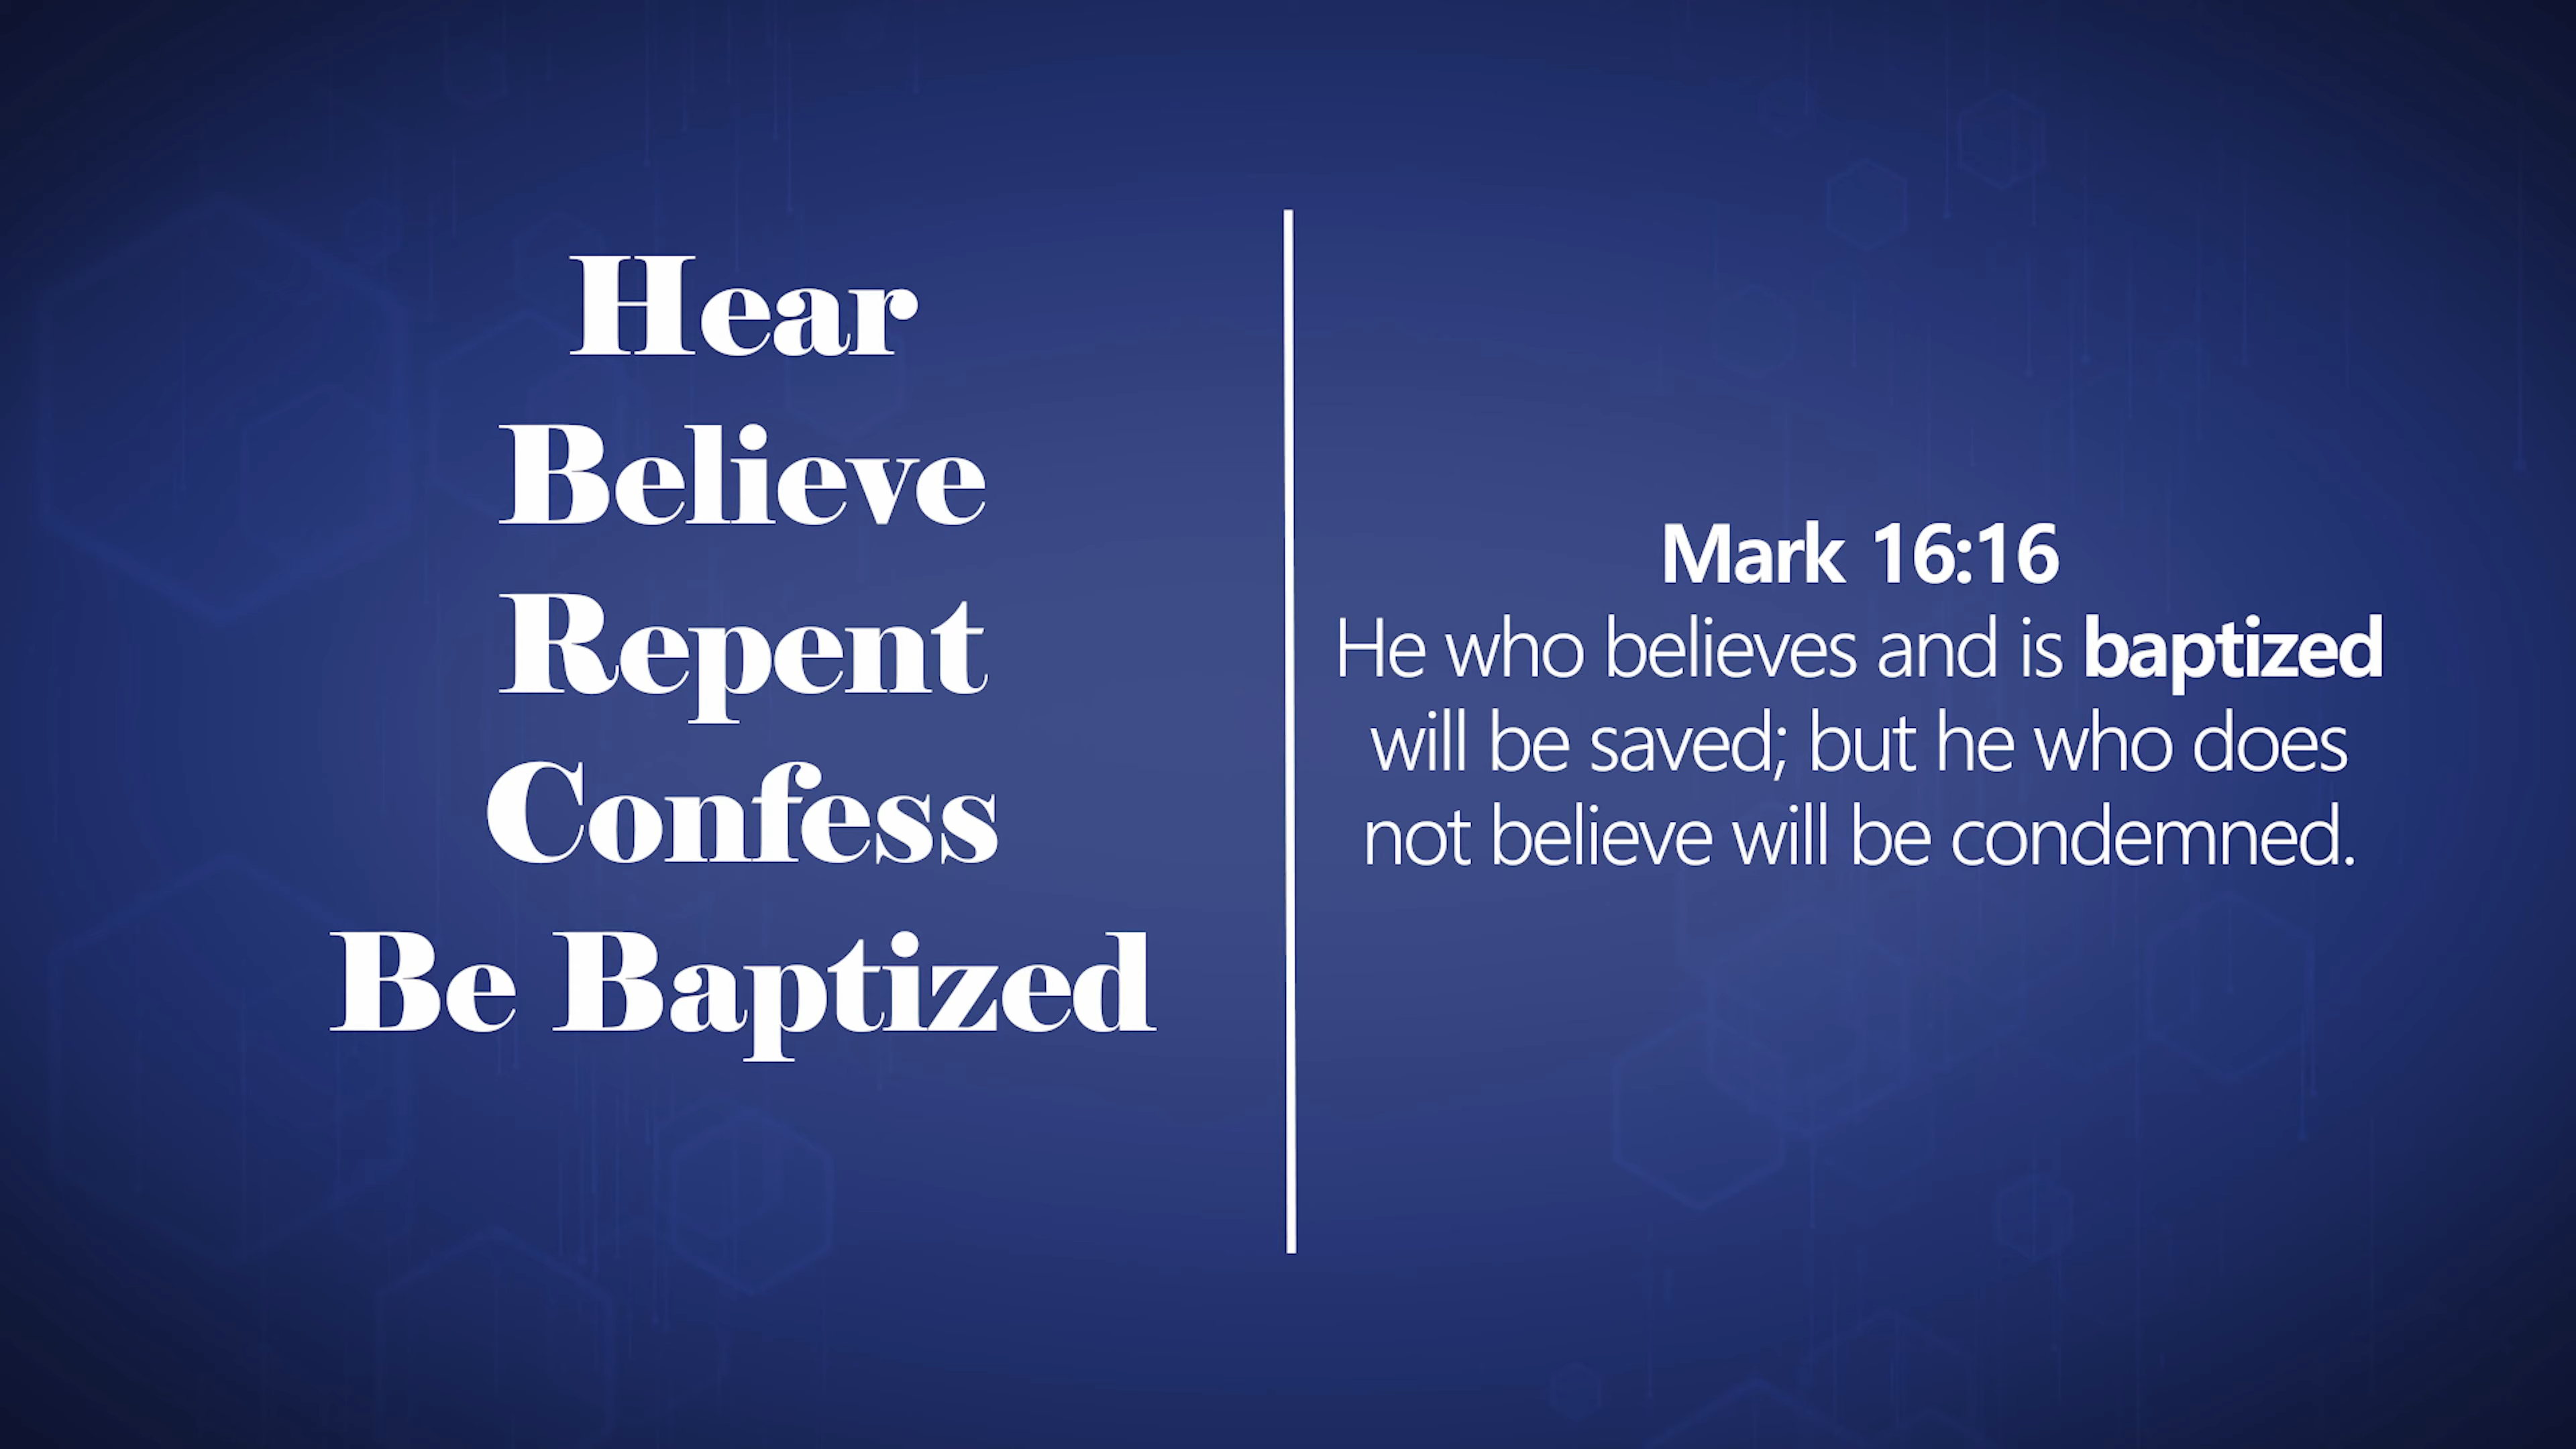 Hear
Believe
Repent
Confess
Be Baptized
Mark 16:16
He who believes and is baptized
will be saved; but he who does
not believe will be condemned.